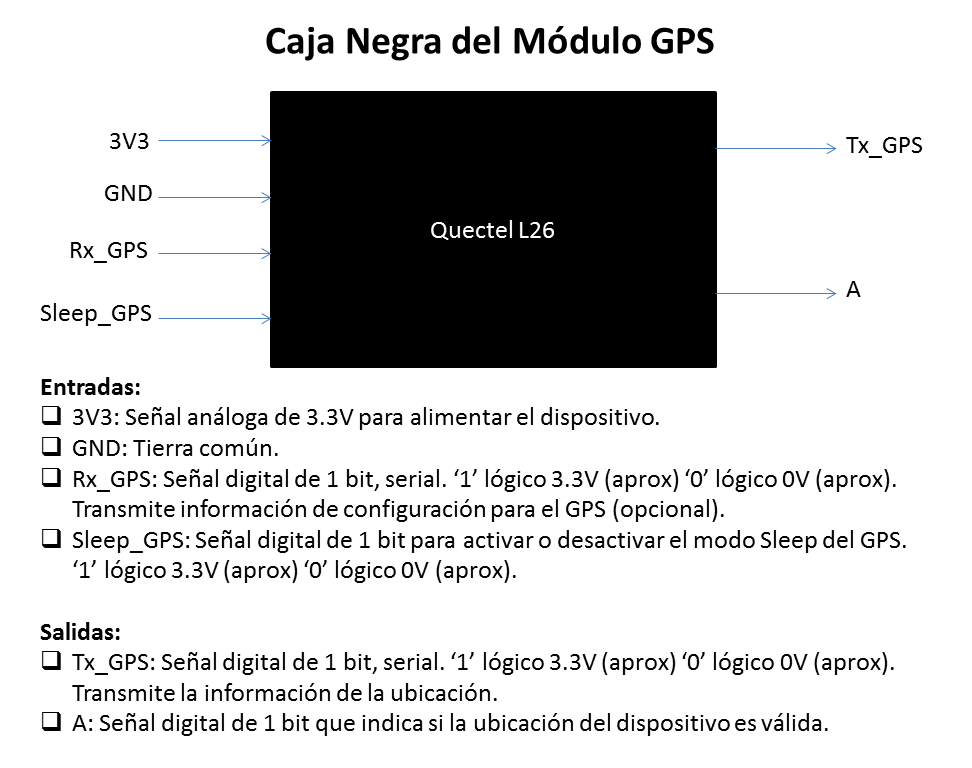 Caja Negra del Módulo GPS
3V3
GND
Rx_GPS
Sleep_GPS
Quectel L26
Tx_GPS
A
Entradas:
❑ 3V3: Señal análoga de 3.3V para alimentar el dispositivo.
❑ GND: Tierra común.
❑ Rx_GPS: Señal digital de 1 bit, serial. ‘1’ lógico 3.3V (aprox) ‘0’ lógico 0V (aprox).
Transmite información de configuración para el GPS (opcional).
❑ Sleep_GPS: Señal digital de 1 bit para activar o desactivar el modo Sleep del GPS.
‘1’ lógico 3.3V (aprox) ‘0’ lógico 0V (aprox).
Salidas:
❑ Tx_GPS: Señal digital de 1 bit, serial. ‘1’ lógico 3.3V (aprox) ‘0’ lógico 0V (aprox).
Transmite la información de la ubicación.
❑ A: Señal digital de 1 bit que indica si la ubicación del dispositivo es válida.